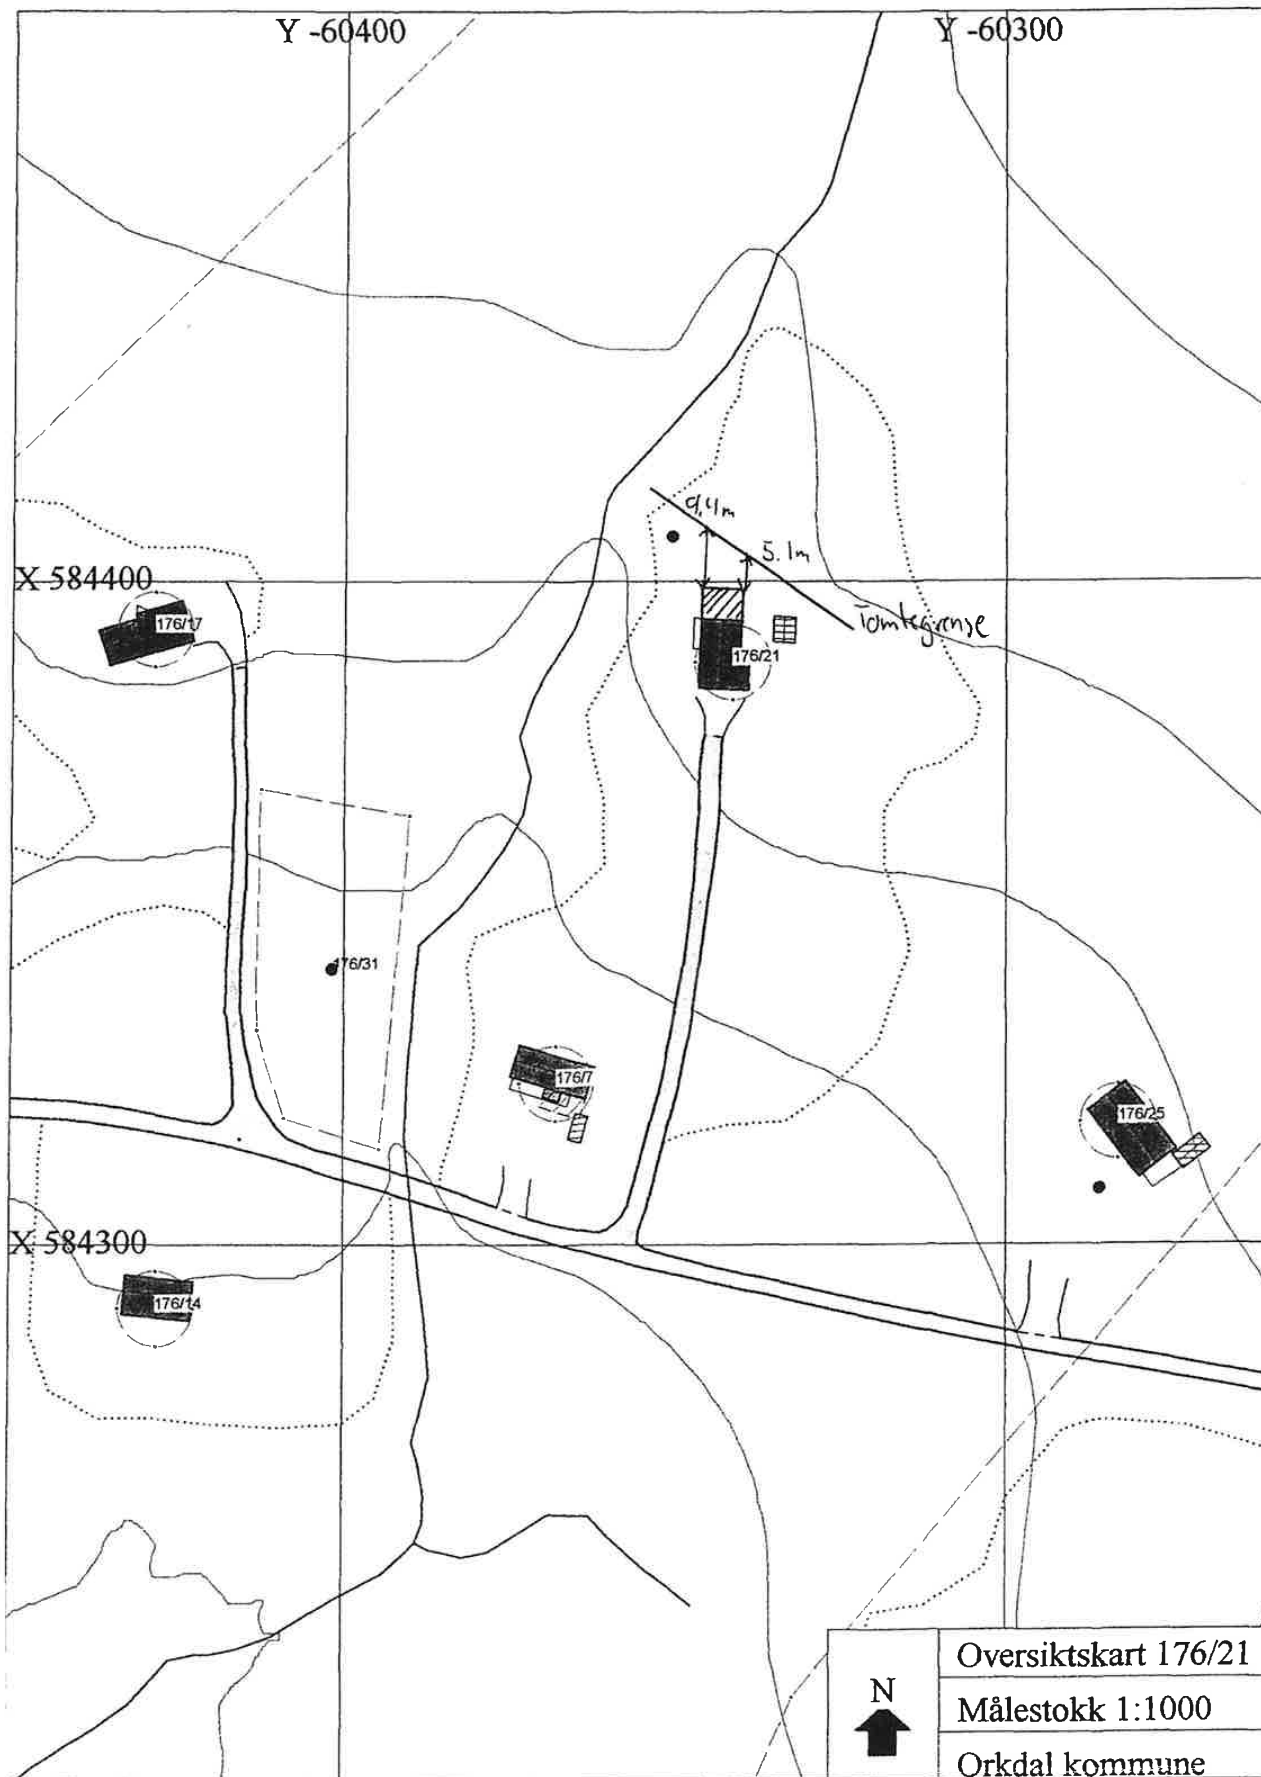 Y -60400
Y -60300
9,4m
5.1m
X 584400
Tomtegrense
176/17
176/21
176/31
176/7
176/25
X 584300
176/14
N
Oversiktskart 176/21
Målestokk 1:1000
Orkdal kommune